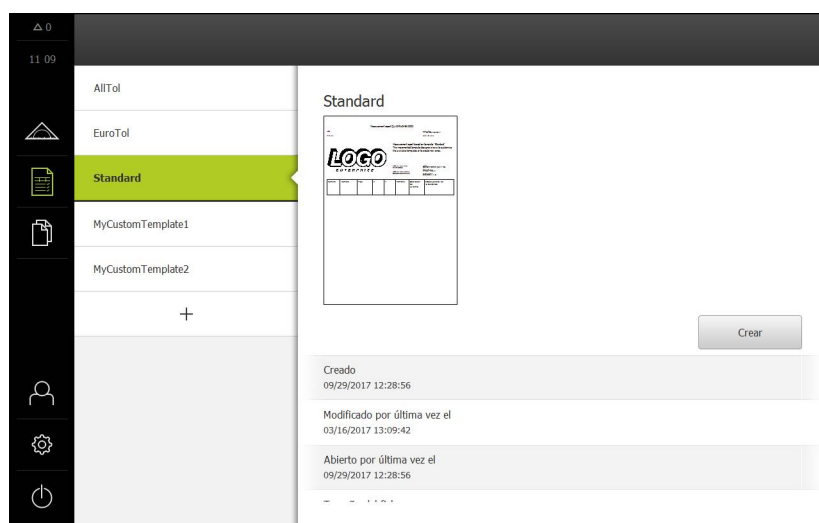 0
11 09
AllTol
EuroTol
Standard
MyCustomTemplate1
MyCustomTemplate2
+
Standard
LOGO
ENTERPRISE
Crear
Creado
09/29/2017 12:28:56
Modificado por última vez el
03/16/2017 13:09:42
Abierto por última vez el
09/29/2017 12:28:56